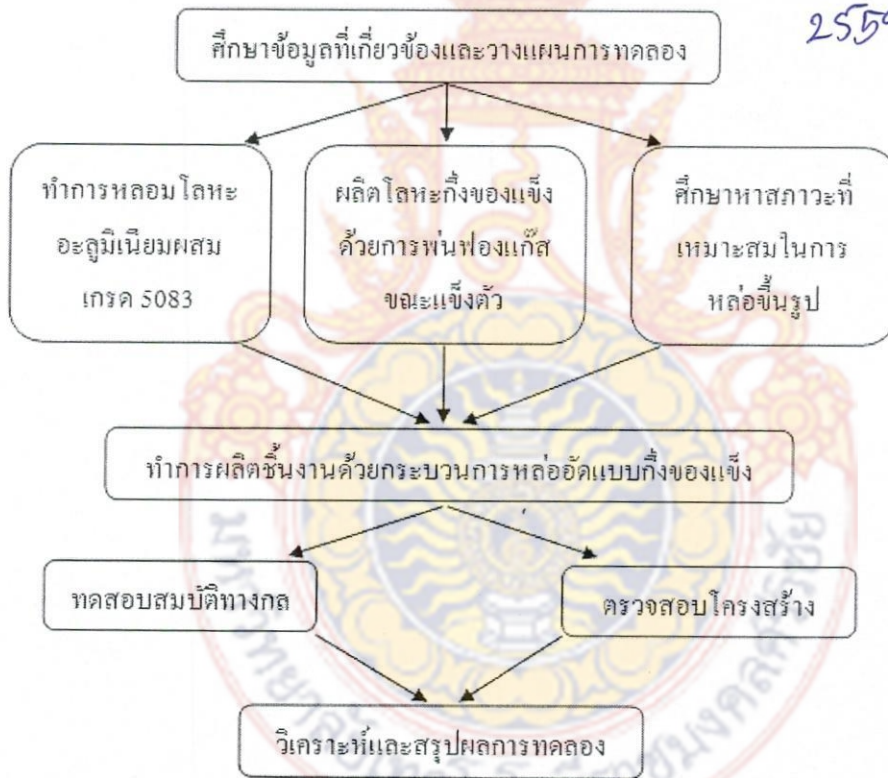 255
ศึกษาข้อมูลที่เกี่ยวข้องและวางแผนการทดลอง
ทำการหลอมโลหะ
อะลูมิเนียมผสม
เกรด 5083
ผลิตโลหะกึ่งของแข็ง
ด้วยการพ่นฟองแก๊ส
ขณะแข็งตัว
ศึกษาหาสภาวะที่
เหมาะสมในการ
หล่อขึ้นรูป
ทำการผลิตชิ้นงานด้วยกระบวนการหล่ออัดแบบกึ่งของแข็ง
ทดสอบสมบัติทางกล
ตรวจสอบโครงสร้าง
วิเคราะห์และสรุปผลการทดลอง